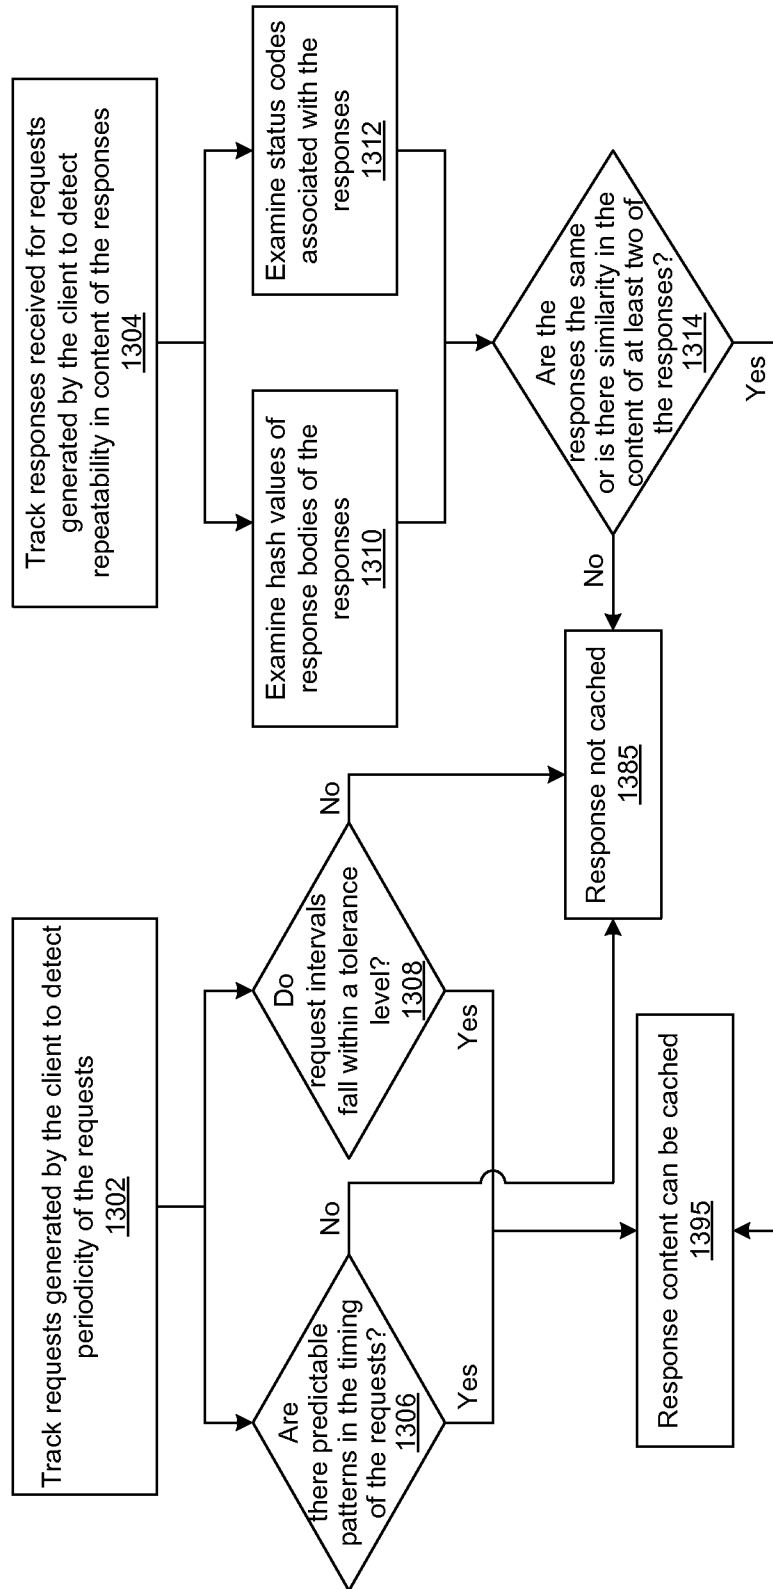 Track requests generated by the client to detect
periodicity of the requests
1302
Are
there predictable
patterns in the timing
of the requests?
1306
No
Yes
Do
request intervals
fall within a tolerance
level?
1308
No
Yes
Track responses received for requests
generated by the client to detect
repeatability in content of the responses
1304
Examine hash values of
response bodies of the
responses
1310
Examine status codes
associated with the
responses
1312
Are the
responses the same
or is there similarity in the
content of at least two of
the responses?
1314
No
Yes
Response not cached
1385
Response content can be cached
1395